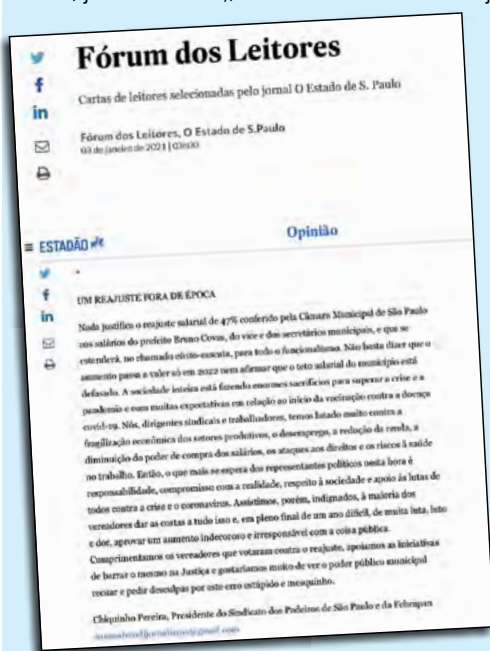 Fórum dos Leitores
Cartas de leitores selecionadas pelo jornal O Estado de S. Paulo
Fórum dos Leitores, O Estado de S.Paulo
03 de janeiro de 2021 | 03h00
ESTADÃO
Opinião
UM REAJUSTE FORA DE ÉPOCA
Nada justifica o reajuste salarial de 47% conferido pela Câmara Municipal de São Paulo
aos salários do prefeito Bruno Covas, do vice e dos secretários municipais, e que se
estenderá, no chamado efeito-cascata, para todo o funcionalismo. Não basta dizer que o
aumento passa a valer só em 2022 nem afirmar que o teto salarial do município está
defasado. A sociedade inteira está fazendo enormes sacrifícios para superar a crise e a
pandemia e com muitas expectativas em relação ao início da vacinação contra a doença
covid-19. Nós, dirigentes sindicais e trabalhadores, temos lutado muito contra a
fragilização econômica dos setores produtivos, o desemprego, a redução da renda, a
diminuição do poder de compra dos salários, os ataques aos direitos e os riscos à saúde
no trabalho. Então, o que mais se espera dos representantes políticos nesta hora é
responsabilidade, compromisso com a realidade, respeito à sociedade e apoio às lutas de
todos contra a crise e o coronavírus. Assistimos, porém, indignados, à maioria dos
vereadores dar as costas a tudo isso e, em pleno final de um ano difícil, de muita luta, luto
e dor, aprovar um aumento indecoroso e irresponsável com a coisa pública.
Cumprimentamos os vereadores que votaram contra o reajuste, apoiamos as iniciativas
de barrar o mesmo na Justiça e gostaríamos muito de ver o poder público municipal
recuar e pedir desculpas por este erro estúpido e mesquinho.
Chiquinho Pereira, Presidente do Sindicato dos Padeiros de São Paulo e da Febrapan